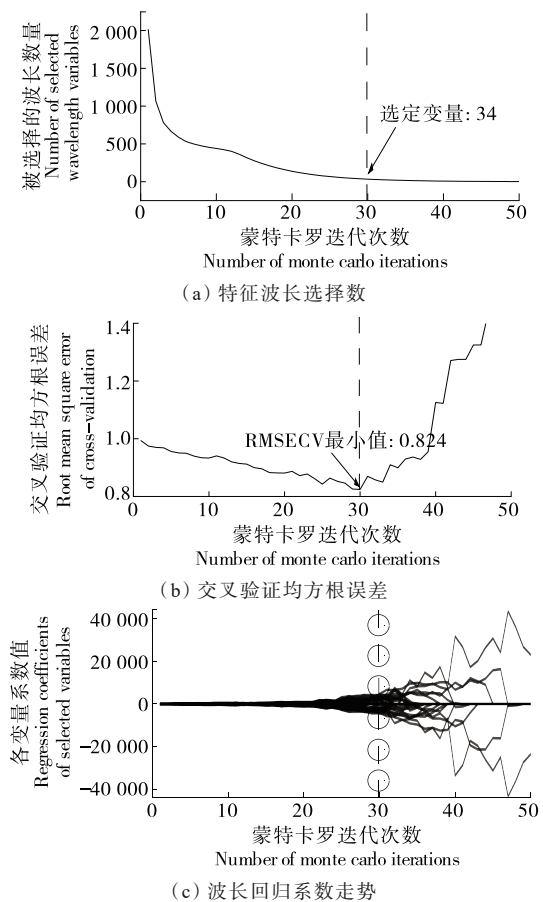 被选择的波长数量
Number of selected
wavelength variables
2 000
1 000
500
0
选定变量: 34
0 10 20 30 40 50
蒙特卡罗迭代次数
Number of monte carlo iterations
(a) 特征波长选择数
交叉验证均方根误差
Root mean square error
of cross-validation
1.4
1.2
1.0
0.8
RMSECV最小值: 0.824
0 10 20 30 40 50
蒙特卡罗迭代次数
Number of monte carlo iterations
(b) 交叉验证均方根误差
各变量系数值
Regression coefficients
of selected variables
40 000
20 000
0
-20 000
-40 000
0 10 20 30 40 50
蒙特卡罗迭代次数
Number of monte carlo iterations
(c) 波长回归系数走势